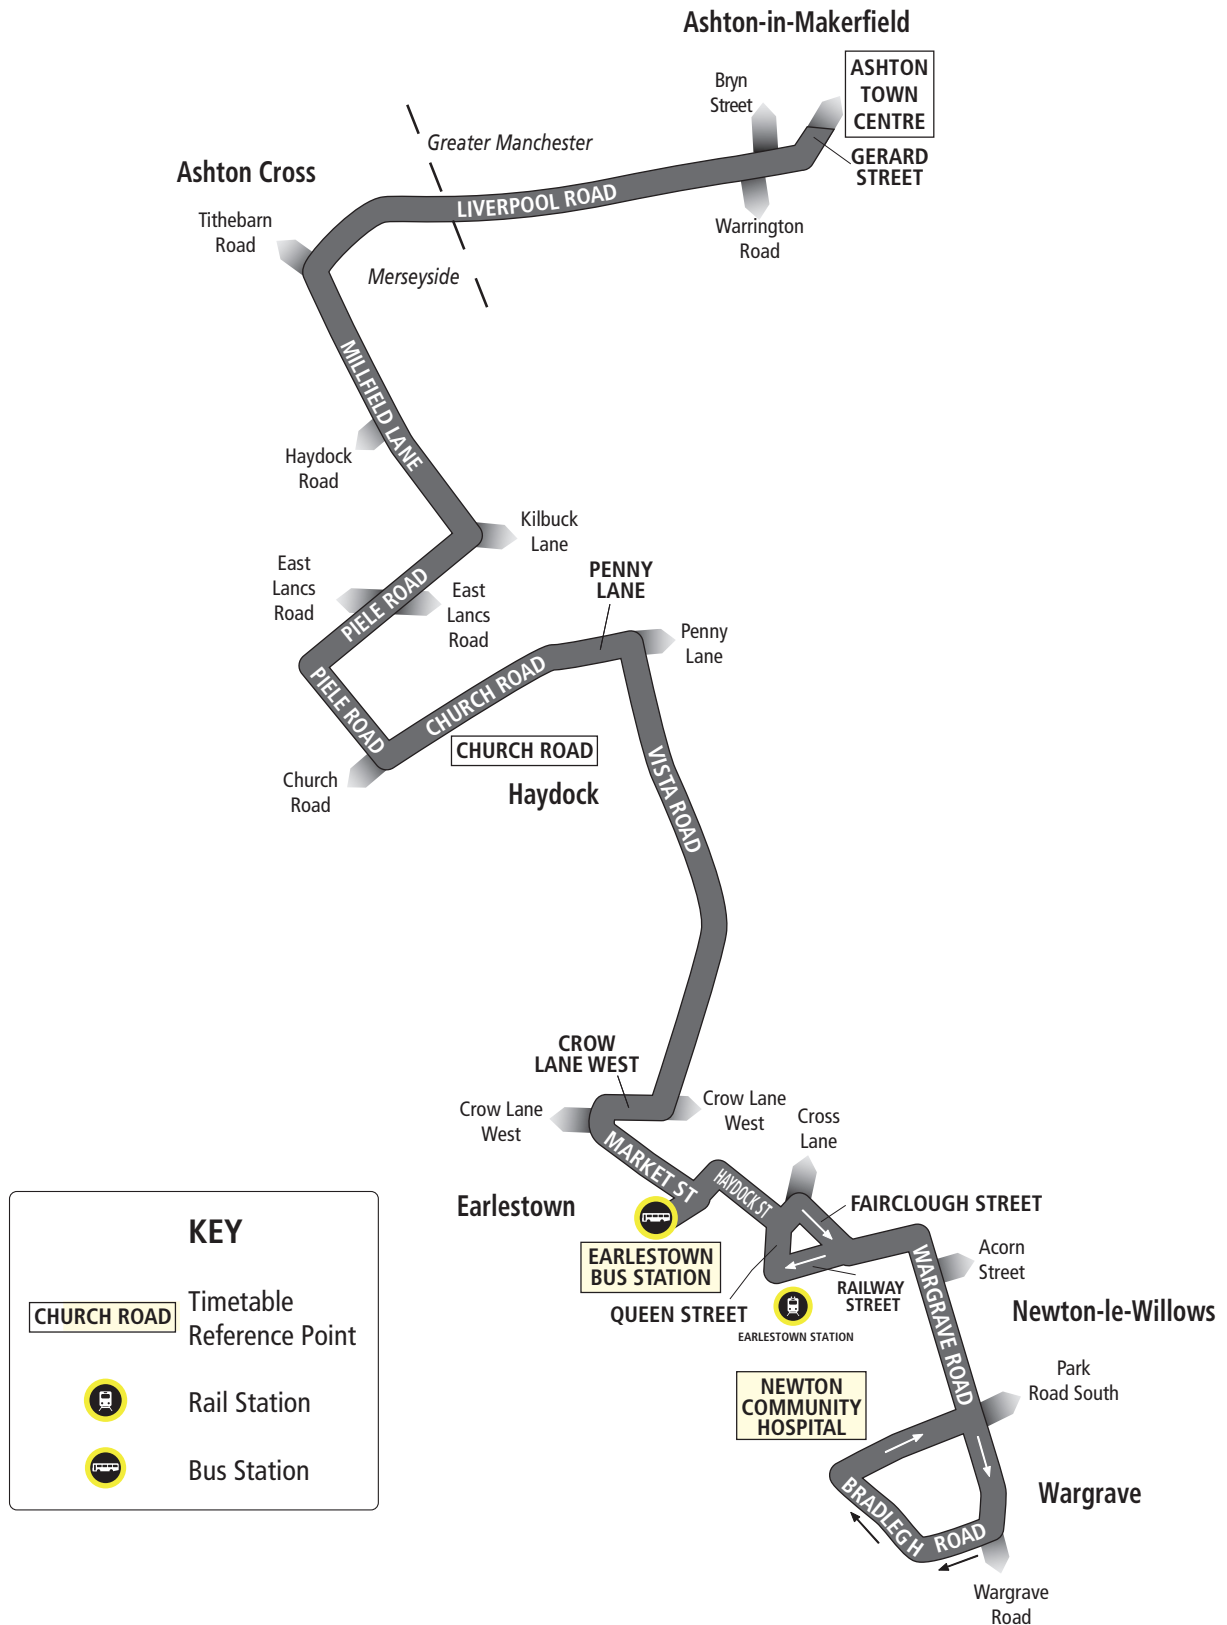 Ashton-in-Makerfield
ASHTON
TOWN
CENTRE
Bryn
Street
GERARD
STREET
Greater Manchester
Ashton Cross
LIVERPOOL ROAD
Tithebarn
Road
Warrington
Road
Merseyside
MILLFIELD LANE
Haydock
Road
Kilbuck
Lane
East
Lancs
Road
PIELE ROAD
East
Lancs
Road
PENNY
LANE
Penny
Lane
PIELE ROAD
CHURCH ROAD
CHURCH ROAD
Church
Road
Haydock
VISTA ROAD
CROW
LANE WEST
Crow Lane
West
Crow Lane
West
Cross
Lane
MARKET ST
HAYDOCK ST
Earlestown
FAIRCLOUGH STREET
EARLESTOWN
BUS STATION
QUEEN STREET
RAILWAY
STREET
EARLESTOWN STATION
Acorn
Street
WARGRAVE ROAD
Newton-le-Willows
Park
Road South
NEWTON
COMMUNITY
HOSPITAL
Wargrave
BRADLEGH ROAD
Wargrave
Road
KEY
CHURCH ROAD
Timetable
Reference Point
Rail Station
Bus Station